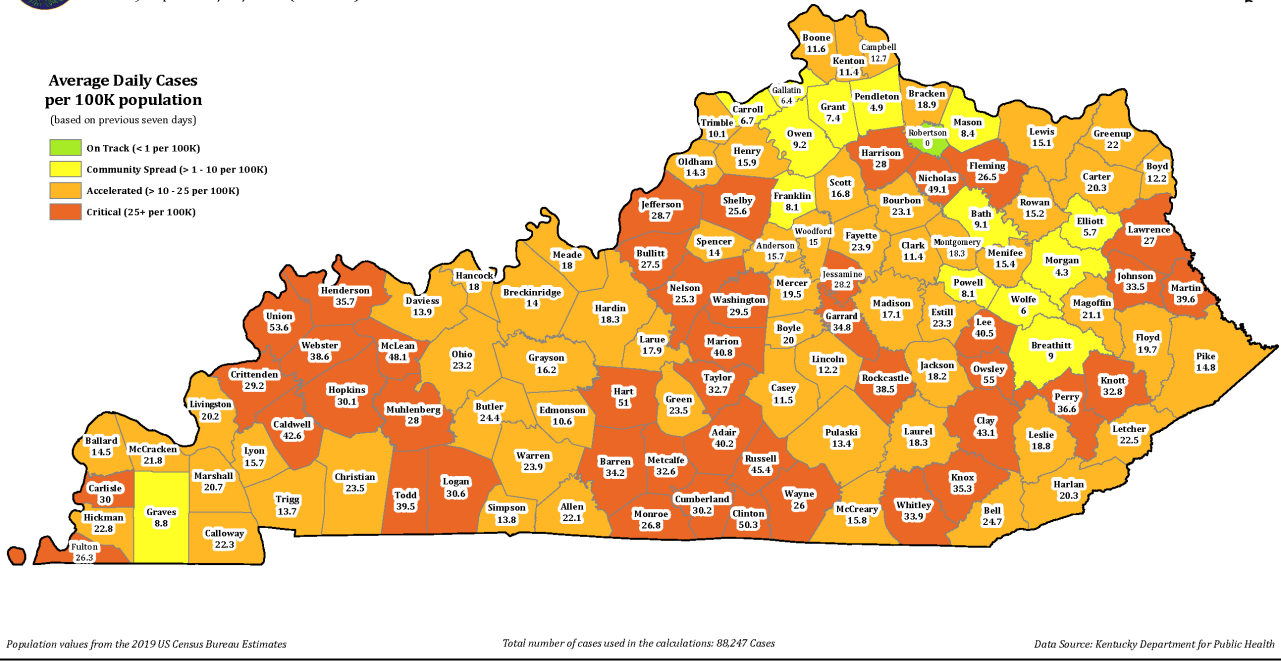 Average Daily Cases
per 100K population
(based on previous seven days)
On Track (< 1 per 100K)
Community Spread (> 1 - 10 per 100K)
Accelerated (> 10 - 25 per 100K)
Critical (25+ per 100K)
Boone
11.6
Kenton
11.4
Campbell
12.7
Gallatin
6.4
Carroll
6.7
Grant
7.4
Pendleton
4.9
Bracken
18.9
Trimble
10.1
Owen
9.2
Robertson
0
Mason
8.4
Lewis
15.1
Greenup
22
Oldham
14.3
Henry
15.9
Harrison
28
Nicholas
49.1
Fleming
26.5
Carter
20.3
Boyd
12.2
Jefferson
28.7
Shelby
25.6
Franklin
8.1
Scott
16.8
Bourbon
23.1
Bath
9.1
Rowan
15.2
Elliott
5.7
Lawrence
27
Bullitt
27.5
Spencer
14
Anderson
15.7
Woodford
15
Fayette
23.9
Clark
11.4
Montgomery
18.3
Menifee
15.4
Morgan
4.3
Johnson
33.5
Martin
39.6
Meade
18
Hancock
18
Breckinridge
14
Hardin
18.3
Nelson
25.3
Washington
29.5
Mercer
19.5
Jessamine
28.2
Madison
17.1
Estill
23.3
Powell
8.1
Wolfe
6
Magoffin
21.1
Floyd
19.7
Pike
14.8
Henderson
35.7
Daviess
13.9
Union
53.6
Webster
38.6
McLean
48.1
Ohio
23.2
Grayson
16.2
Larue
17.9
Marion
40.8
Boyle
20
Garrard
34.8
Lincoln
12.2
Rockcastle
38.5
Jackson
18.2
Lee
40.5
Owsley
55
Breathitt
9
Perry
36.6
Knott
32.8
Letcher
22.5
Crittenden
29.2
Hopkins
30.1
Muhlenberg
28
Butler
24.4
Edmonson
10.6
Hart
51
Green
23.5
Taylor
32.7
Casey
11.5
Pulaski
13.4
Laurel
18.3
Clay
43.1
Leslie
18.8
Harlan
20.3
Livingston
20.2
Caldwell
42.6
Lyon
15.7
Ballard
14.5
McCracken
21.8
Marshall
20.7
Carlisle
30
Graves
8.8
Hickman
22.8
Fulton
26.3
Calloway
22.3
Trigg
13.7
Christian
23.5
Todd
39.5
Logan
30.6
Warren
23.9
Simpson
13.8
Allen
22.1
Barren
34.2
Metcalfe
32.6
Adair
40.2
Russell
45.4
Monroe
26.8
Cumberland
30.2
Clinton
50.3
Wayne
26
McCreary
15.8
Whitley
33.9
Knox
35.3
Bell
24.7
Population values from the 2019 US Census Bureau Estimates
Total number of cases used in the calculations: 88,247 Cases
Data Source: Kentucky Department for Public Health